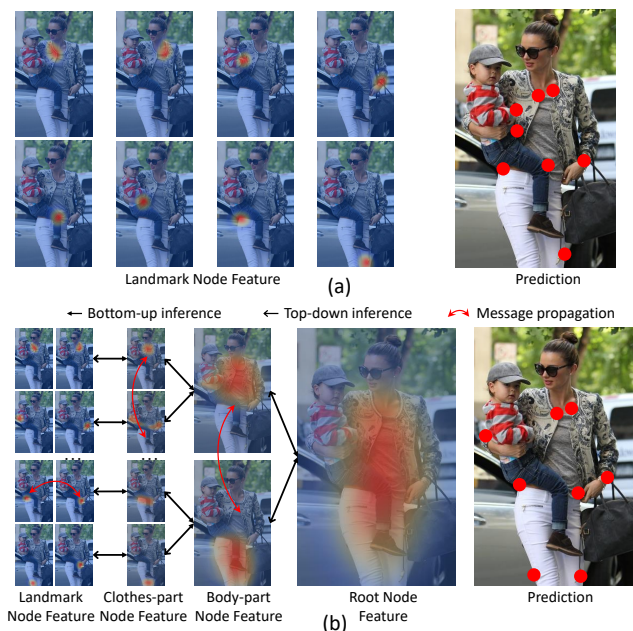 Landmark Node Feature
(a)
Prediction
Bottom-up inference
Top-down inference
Message propagation
...
...
Landmark
Node Feature
Clothes-part
Node Feature
Body-part
Node Feature
Root Node
Feature
Prediction
(b)